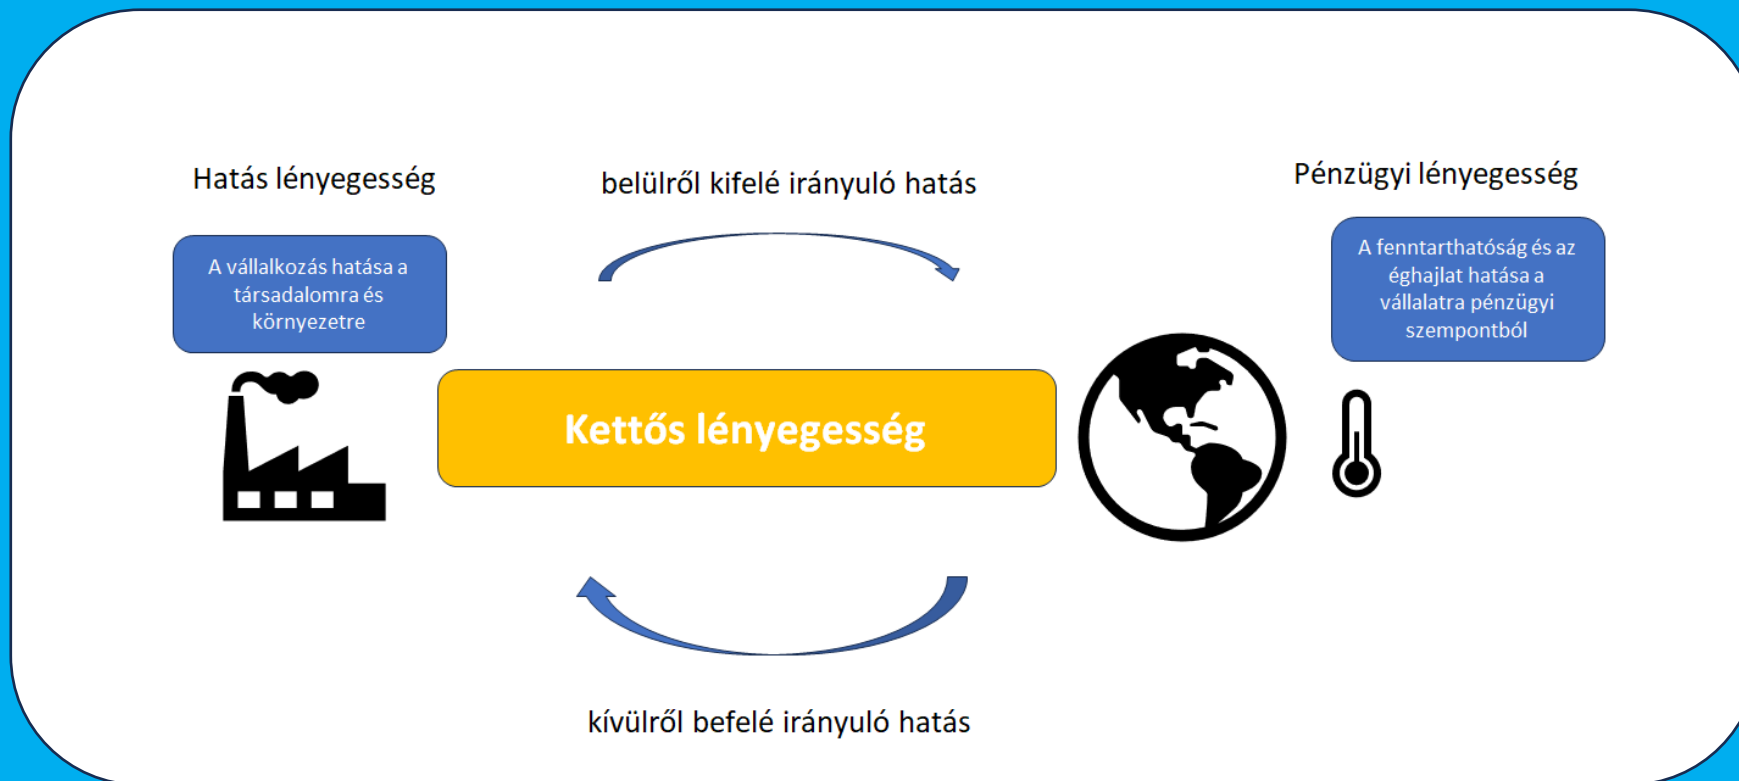 Hatás lényegesség
belülről kifelé irányuló hatás
Pénzügyi lényegesség
A vállalkozás hatása a
társadalomra és
környezetre
A fenntarthatóság és az
éghajlat hatása a
vállalatra pénzügyi
szempontból
Kettős lényegesség
kívülről befelé irányuló hatás